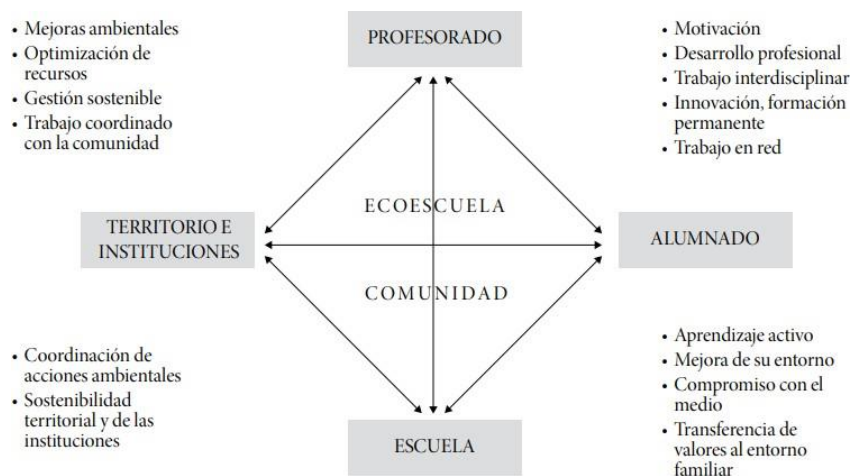 • Mejoras ambientales
• Optimización de
recursos
• Gestión sostenible
• Trabajo coordinado
con la comunidad
PROFESORADO
• Motivación
• Desarrollo profesional
• Trabajo interdisciplinar
• Innovación, formación
permanente
• Trabajo en red
ECOESCUELA
TERRITORIO E
INSTITUCIONES
ALUMNADO
COMUNIDAD
• Coordinación de
acciones ambientales
• Sostenibilidad
territorial y de las
instituciones
ESCUELA
• Aprendizaje activo
• Mejora de su entorno
• Compromiso con el
medio
• Transferencia de
valores al entorno
familiar